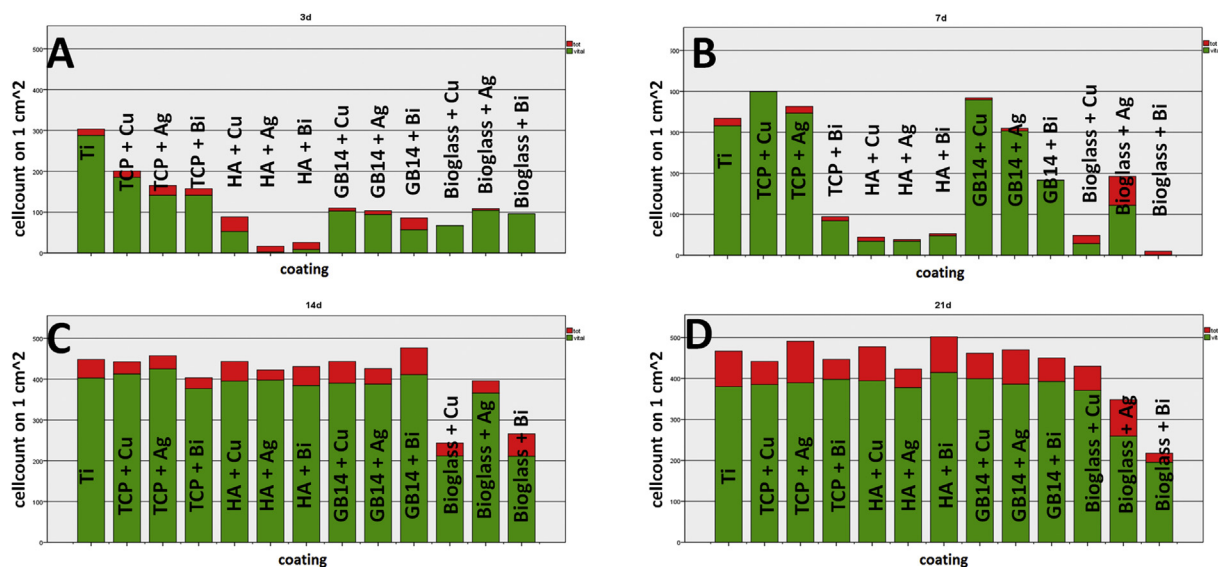 3d
A
tot
vital
500
400
300
200
100
0
cellcount on 1 cm^2
Ti
TCP + Cu
TCP + Ag
TCP + Bi
HA + Cu
HA + Ag
HA + Bi
GB14 + Cu
GB14 + Ag
GB14 + Bi
Bioglass + Cu
Bioglass + Ag
Bioglass + Bi
coating
7d
B
tot
vital
500
400
300
200
100
0
cellcount on 1 cm^2
Ti
TCP + Cu
TCP + Ag
TCP + Bi
HA + Cu
HA + Ag
HA + Bi
GB14 + Cu
GB14 + Ag
GB14 + Bi
Bioglass + Cu
Bioglass + Ag
Bioglass + Bi
coating
14d
C
tot
vital
500
400
300
200
100
0
cellcount on 1 cm^2
Ti
TCP + Cu
TCP + Ag
TCP + Bi
HA + Cu
HA + Ag
HA + Bi
GB14 + Cu
GB14 + Ag
GB14 + Bi
Bioglass + Cu
Bioglass + Ag
Bioglass + Bi
coating
21d
D
tot
vital
500
400
300
200
100
0
cellcount on 1 cm^2
Ti
TCP + Cu
TCP + Ag
TCP + Bi
HA + Cu
HA + Ag
HA + Bi
GB14 + Cu
GB14 + Ag
GB14 + Bi
Bioglass + Cu
Bioglass + Ag
Bioglass + Bi
coating